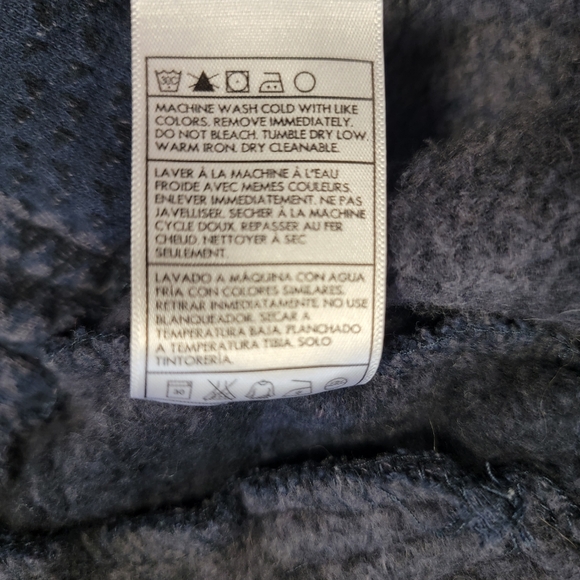 30C
MACHINE WASH COLD WITH LIKE
COLORS. REMOVE IMMEDIATELY.
DO NOT BLEACH. TUMBLE DRY LOW.
WARM IRON. DRY CLEANABLE.
LAVER À LA MACHINE À L'EAU
FROIDE AVEC MEMES COULEURS.
ENLEVER IMMEDIATEMENT. NE PAS
JAVELLISER. SECHER À LA MACHINE
CYCLE DOUX. REPASSER AU FER
CHEUD. NETTOYER À SEC
SEULEMENT.
LAVADO A MÁQUINA CON AGUA
FRÍA CON COLORES SIMILARES.
RETIRAR INMEDIATAMENTE. NO USE
BLANQUEADOR. SECAR A
TEMPERATURA BAJA. PLANCHADO
A TEMPERATURA TIBIA. SOLO
TINTORERÍA.
30